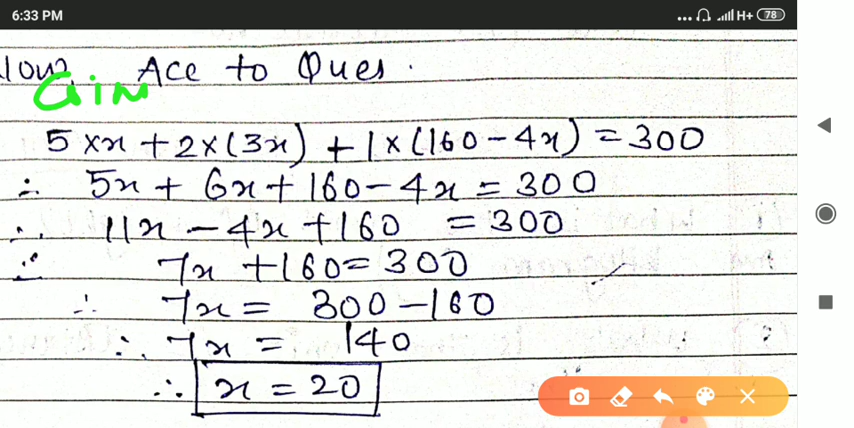 6:33 PM
H+ 78
Ace to Ques.
Gin
5 × x + 2 × (3x) + 1 × (160 - 4x) = 300
∴ 5x + 6x + 160 - 4x = 300
∴ 11x - 4x + 160 = 300
∴ 7x + 160 = 300
∴ 7x = 300 - 160
∴ 7x = 140
∴ x = 20